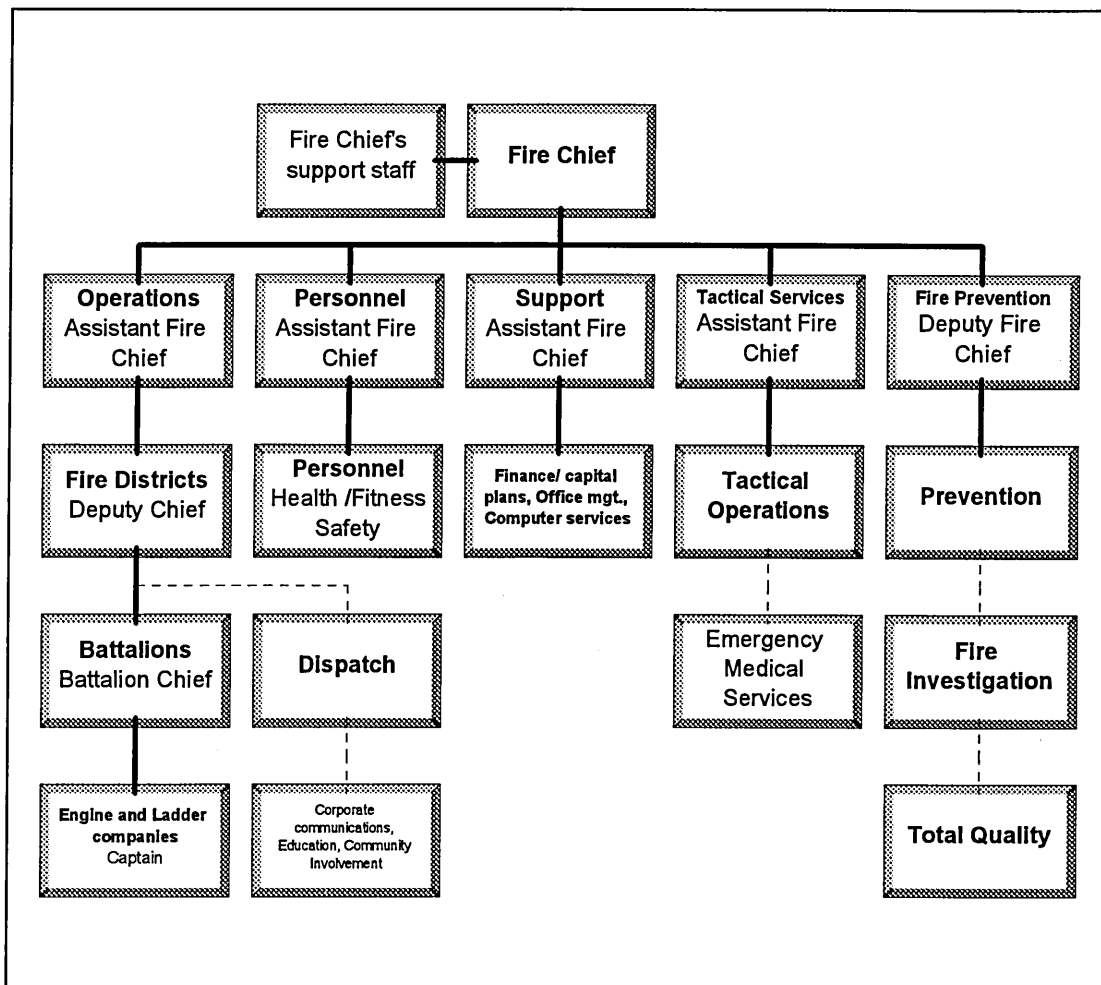 Fire Chief's
support staff
Fire Chief
Operations
Assistant Fire
Chief
Personnel
Assistant Fire
Chief
Support
Assistant Fire
Chief
Tactical Services
Assistant Fire
Chief
Fire Prevention
Deputy Fire
Chief
Fire Districts
Deputy Chief
Personnel
Health /Fitness
Safety
Finance/ capital
plans, Office mgt.,
Computer services
Tactical
Operations
Prevention
Battalions
Battalion Chief
Dispatch
Emergency
Medical
Services
Fire
Investigation
Engine and Ladder
companies
Captain
Corporate
communications,
Education, Community
Involvement
Total Quality